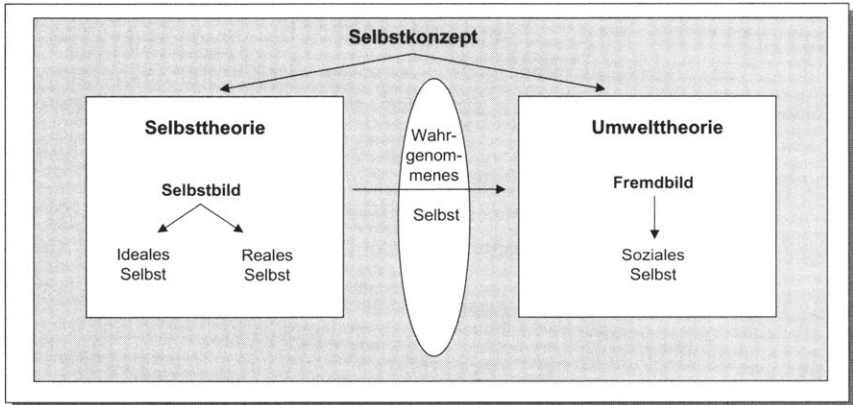 Selbstkonzept
Selbsttheorie
Selbstbild
Ideales
Selbst
Reales
Selbst
Wahr-
genom-
menes
Selbst
Umwelttheorie
Fremdbild
Soziales
Selbst